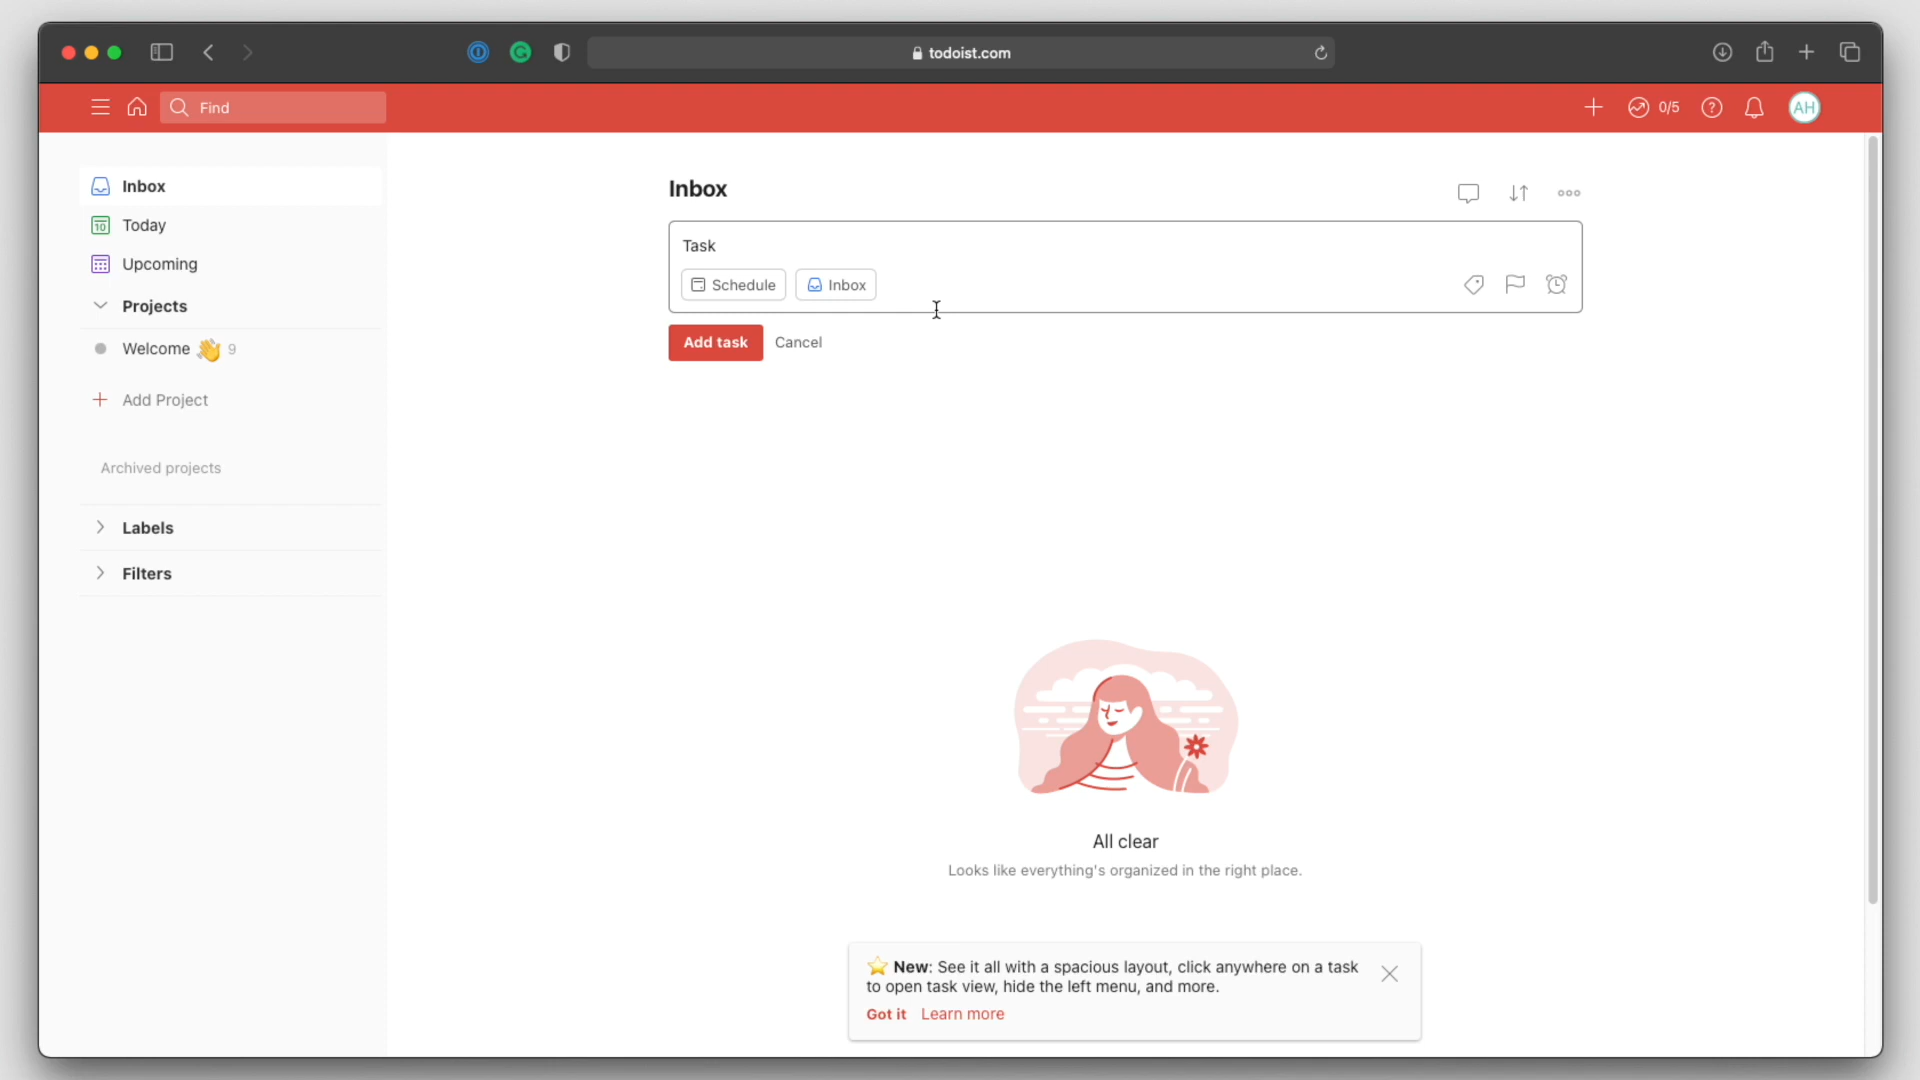 todoist.com
Find
0/5
AH
Inbox
10
Today
Upcoming
Projects
Welcome 👋 9
Add Project
Archived projects
Labels
Filters
Inbox
Task
Schedule
Inbox
Add task
Cancel
All clear
Looks like everything's organized in the right place.
⭐ New: See it all with a spacious layout, click anywhere on a task
to open task view, hide the left menu, and more.
Got it Learn more